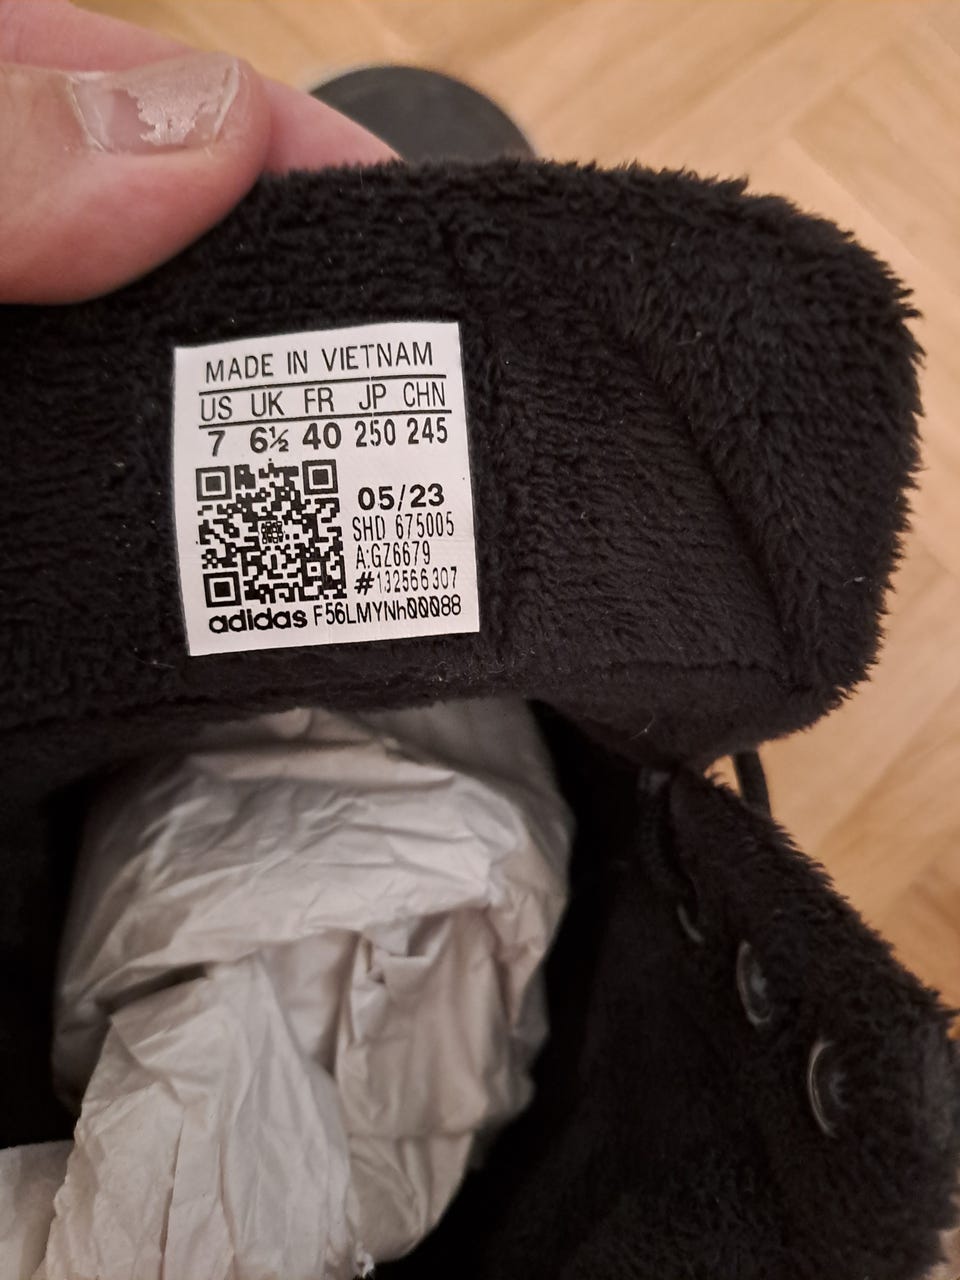 MADE IN VIETNAM
US UK FR JP CHN
7 6½ 40 250 245
05/23
SHD 675005
A:GZ6679
#132566307
adidas F56LMYNh00088